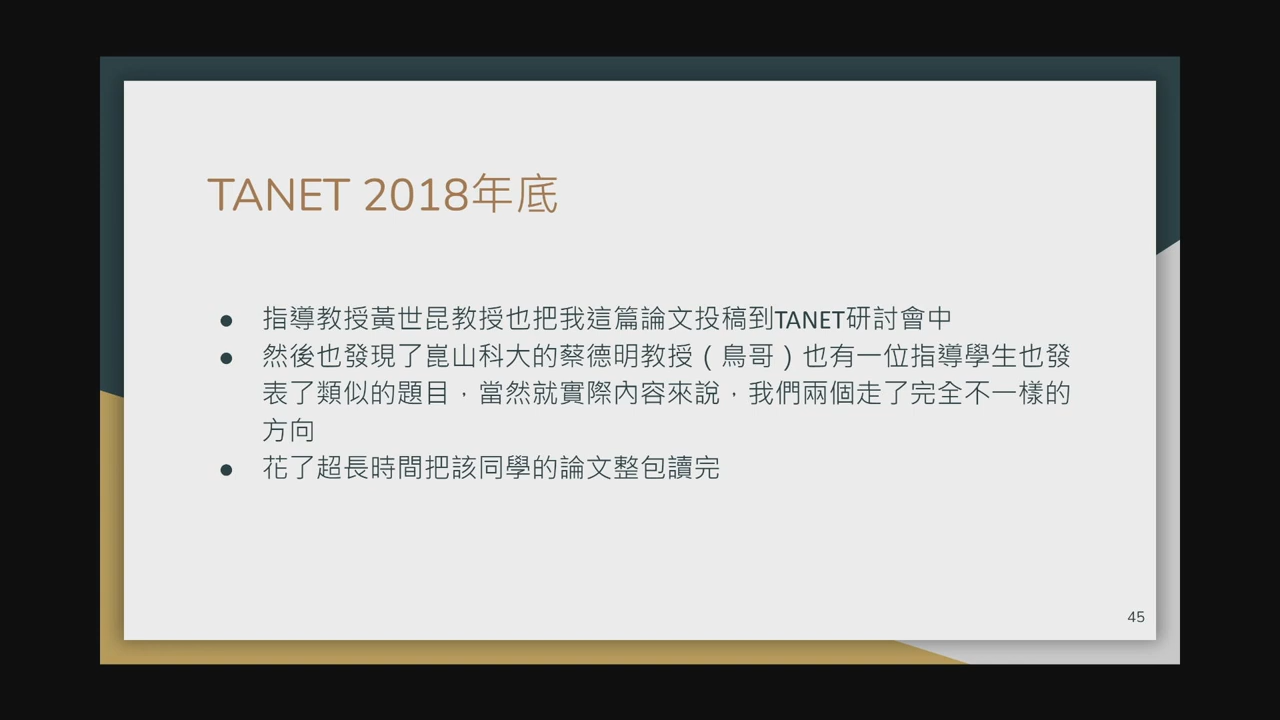 TANET 2018年底
● 指導教授黃世昆教授也把我這篇論文投稿到TANET研討會中
● 然後也發現了崑山科大的蔡德明教授（鳥哥）也有一位指導學生也發
表了類似的題目，當然就實際內容來說，我們兩個走了完全不一樣的
方向
● 花了超長時間把該同學的論文整包讀完
45